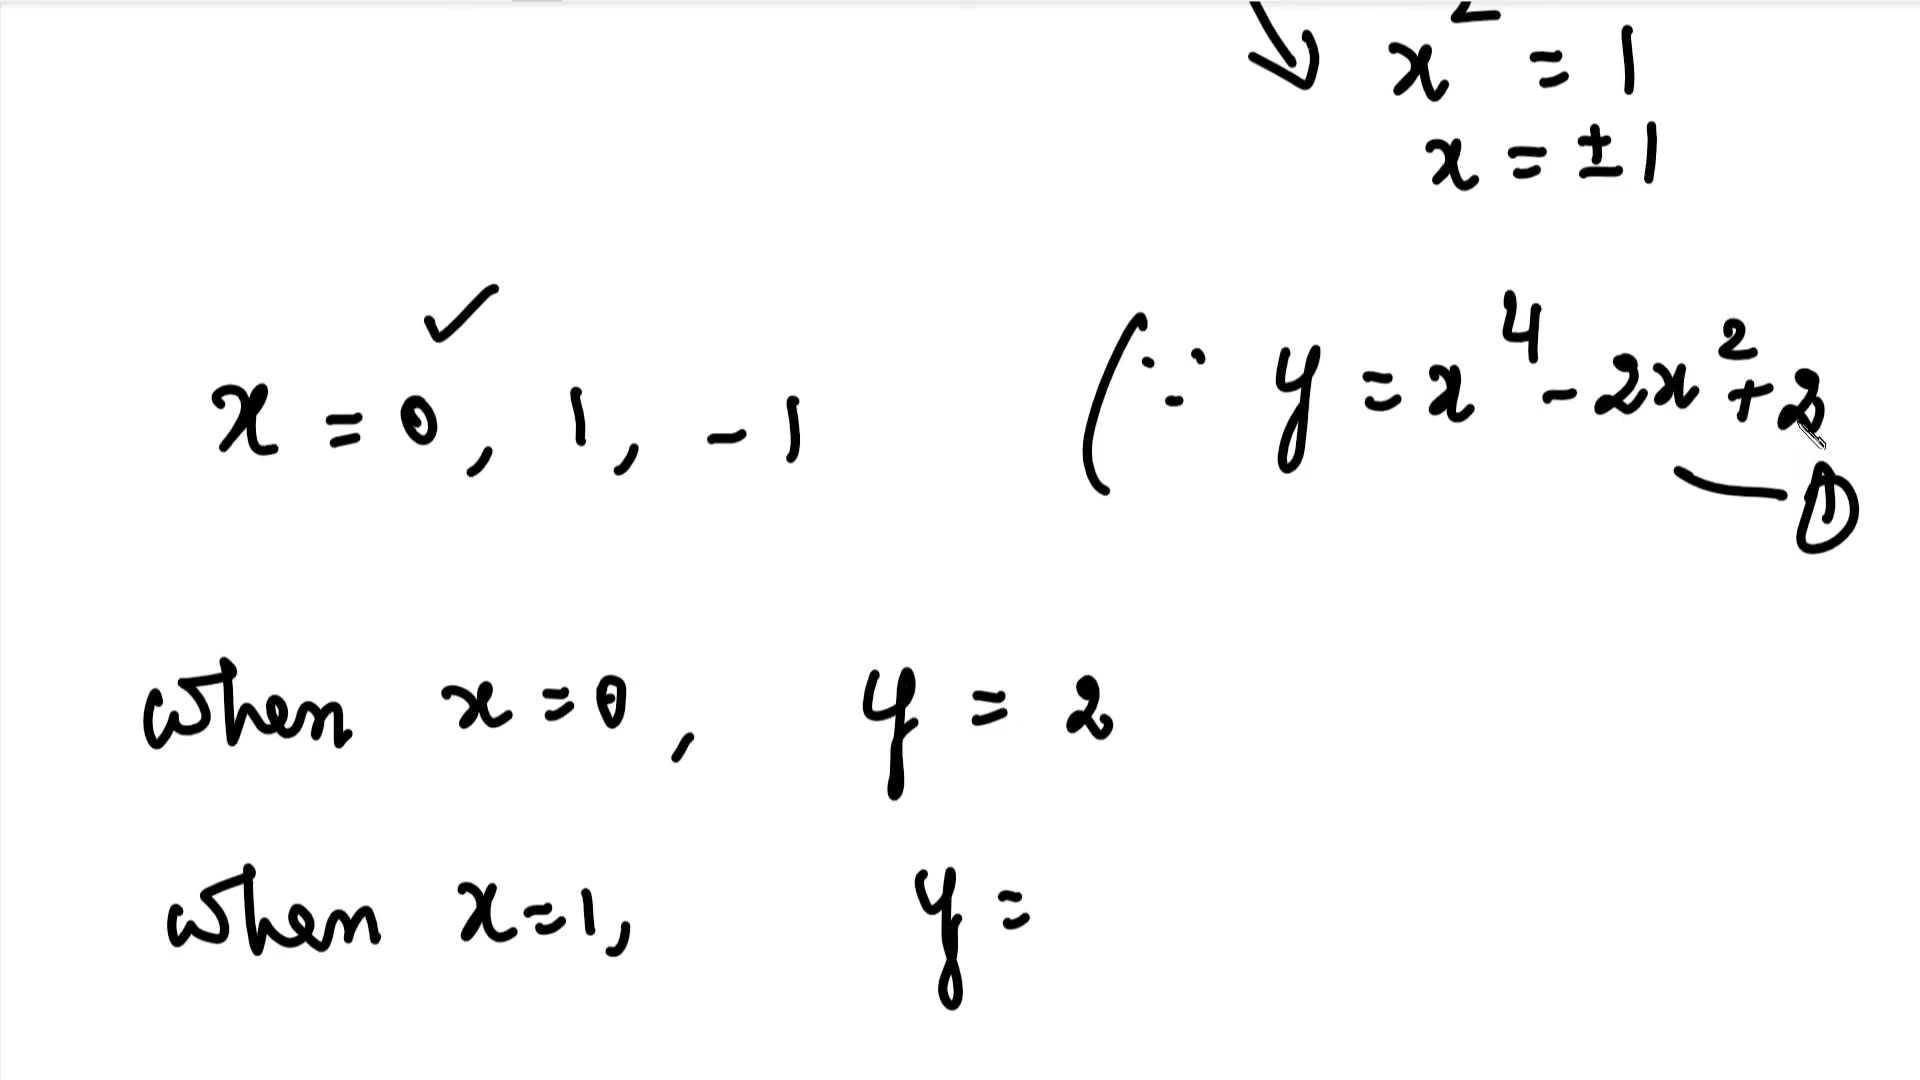 x² = 1
x = ±1
x = 0, 1, -1 (∵ y = x⁴ - 2x² + 2
— ①
when x = 0, y = 2
when x = 1, y =